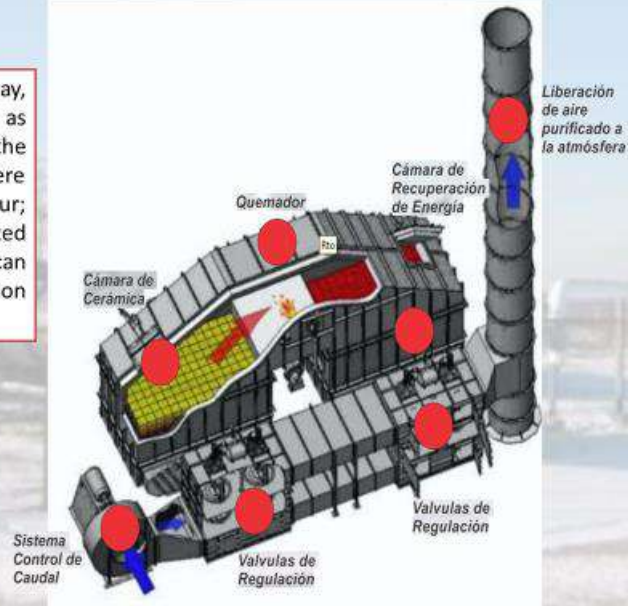 ay,
as
the
ere
ur;
ted
can
on
Liberación
de aire
purificado a
la atmósfera
Cámara de
Recuperación
de Energía
Quemador
Rto
Cámara de
Cerámica
Valvulas de
Regulación
Sistema
Control de
Caudal
Valvulas de
Regulación